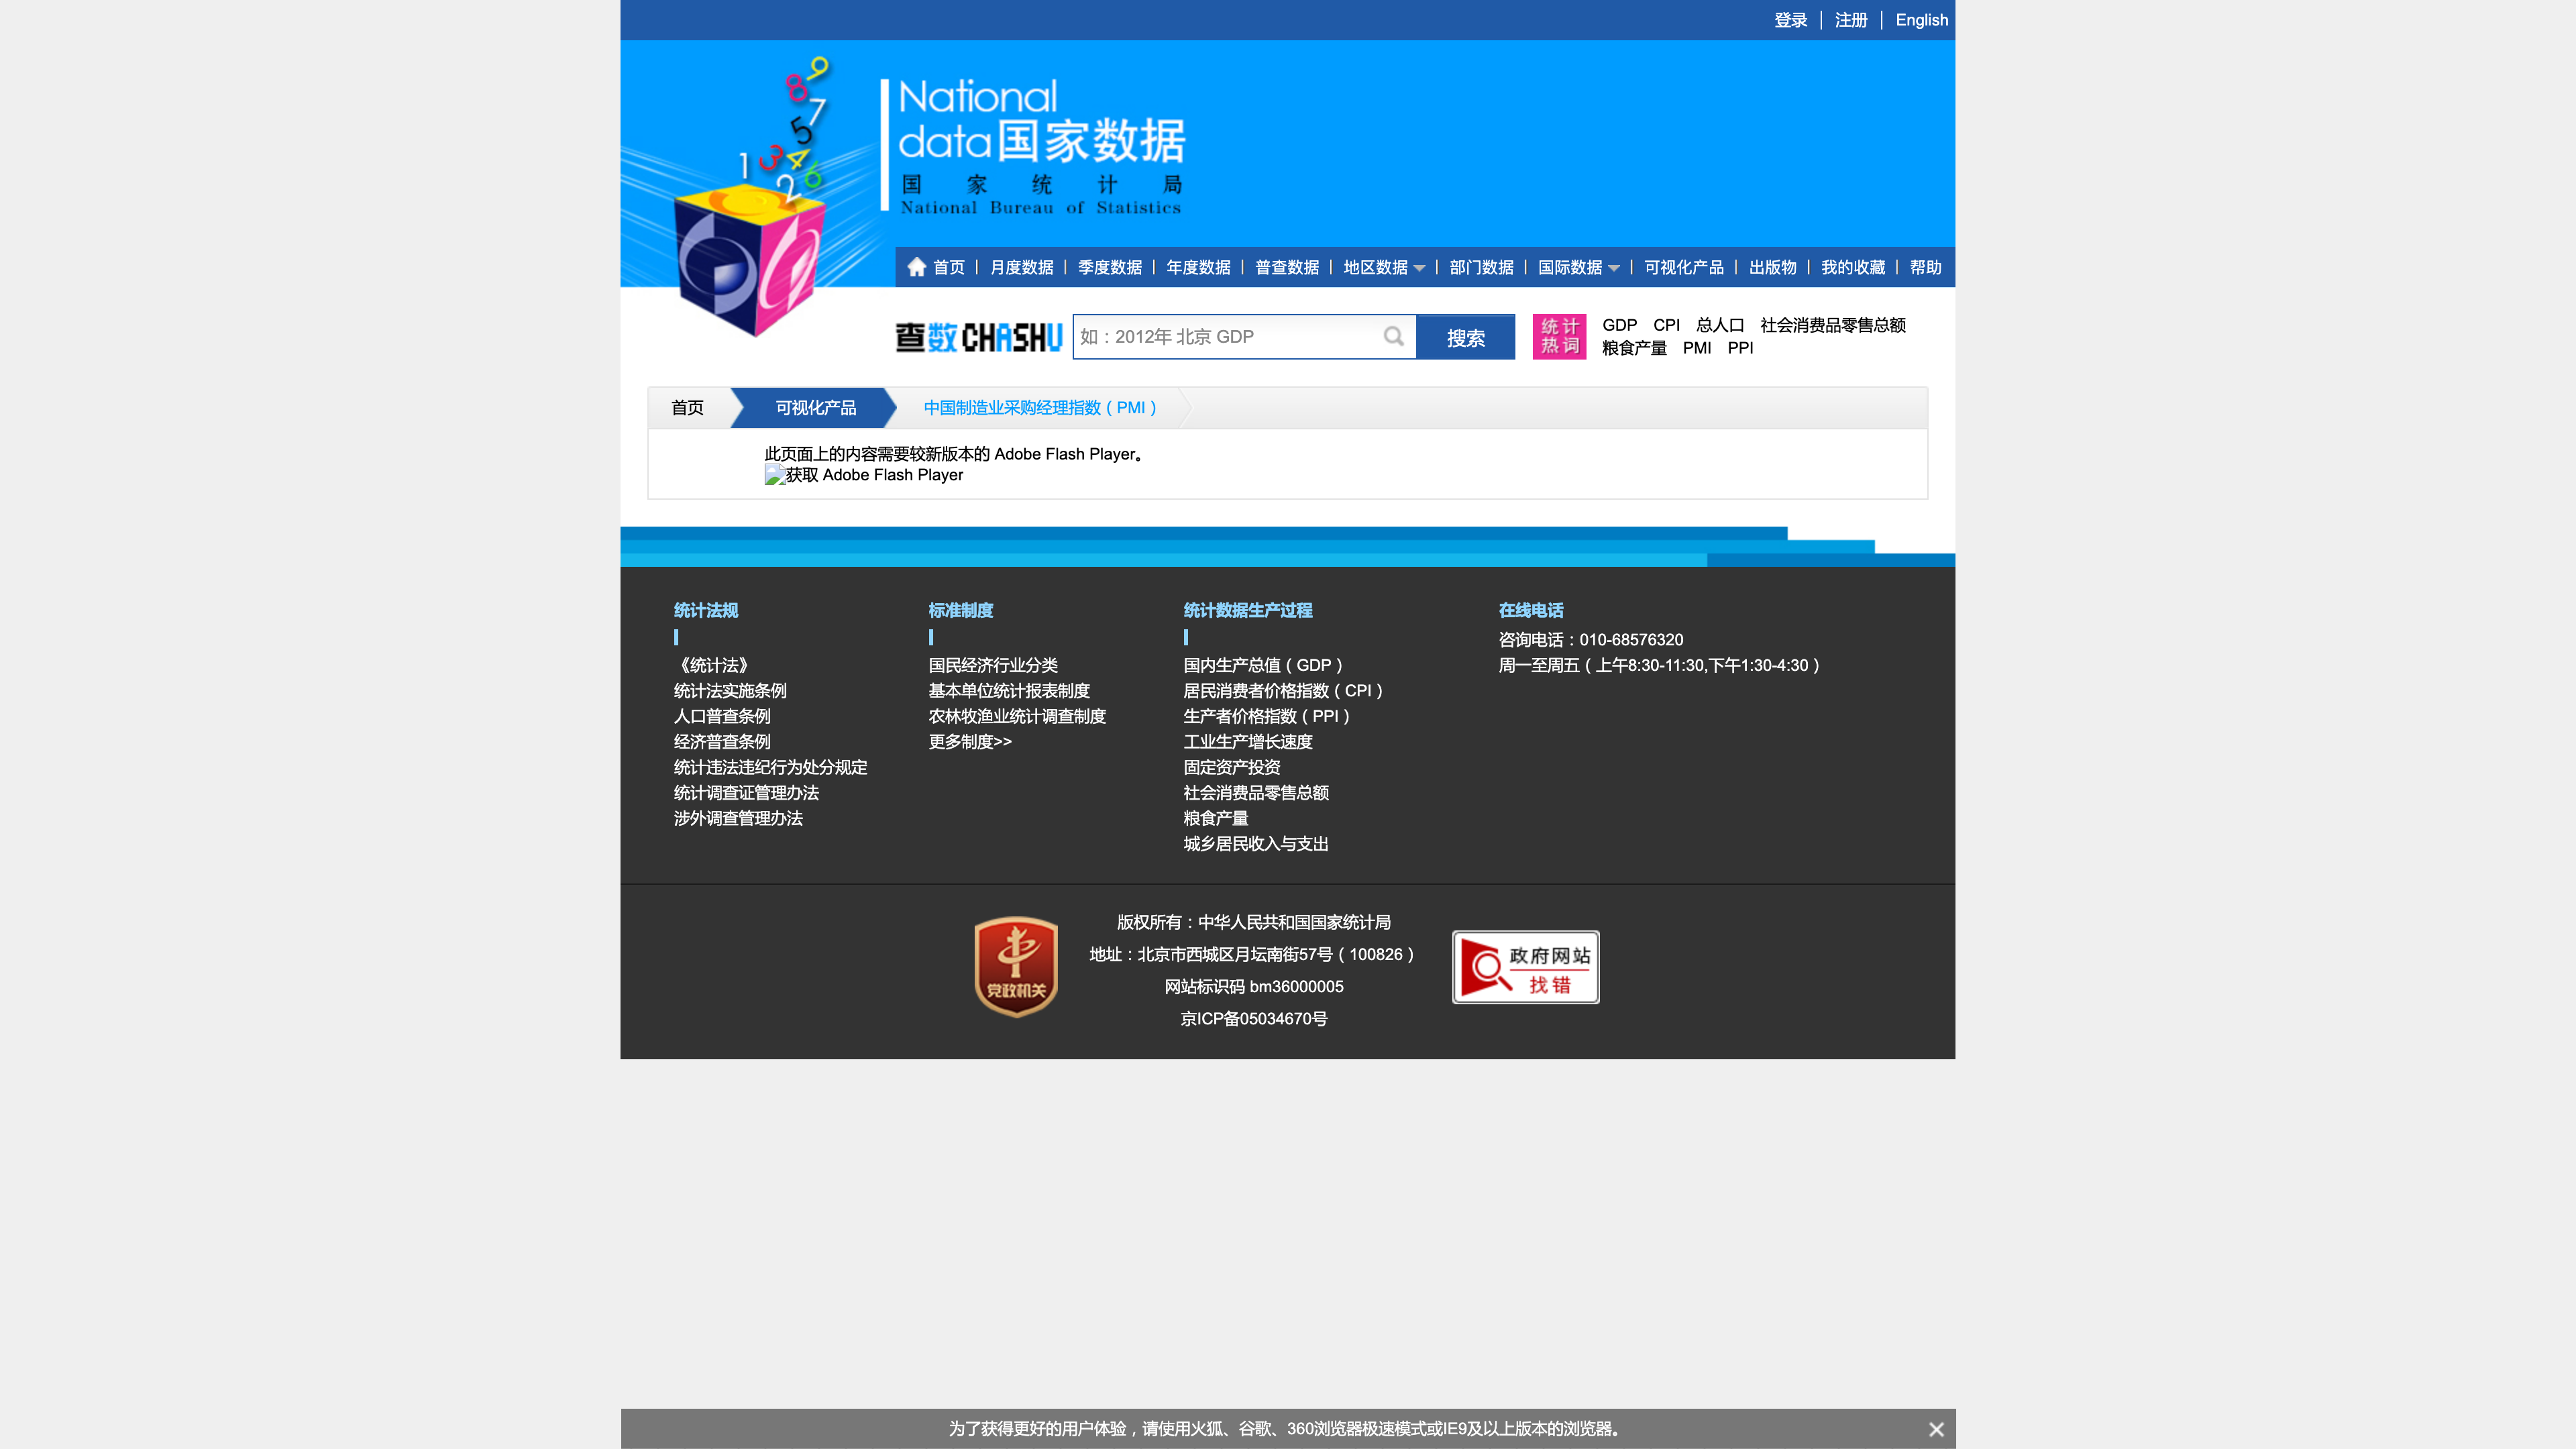 登录 注册 English
9
8
7
5
1 3 4
2 6
National
data国家数据
国家统计局
National Bureau of Statistics
首页 月度数据 季度数据 年度数据 普查数据 地区数据 部门数据 国际数据 可视化产品 出版物 我的收藏 帮助
查数CHASHU 如：2012年 北京 GDP 搜索
统计
热词
GDP CPI 总人口 社会消费品零售总额
粮食产量 PMI PPI
首页 可视化产品 中国制造业采购经理指数（PMI）
此页面上的内容需要较新版本的 Adobe Flash Player。
获取 Adobe Flash Player
统计法规
《统计法》
统计法实施条例
人口普查条例
经济普查条例
统计违法违纪行为处分规定
统计调查证管理办法
涉外调查管理办法
标准制度
国民经济行业分类
基本单位统计报表制度
农林牧渔业统计调查制度
更多制度>>
统计数据生产过程
国内生产总值（GDP）
居民消费者价格指数（CPI）
生产者价格指数（PPI）
工业生产增长速度
固定资产投资
社会消费品零售总额
粮食产量
城乡居民收入与支出
在线电话
咨询电话：010-68576320
周一至周五（上午8:30-11:30,下午1:30-4:30）
党政机关
版权所有：中华人民共和国国家统计局
地址：北京市西城区月坛南街57号（100826）
网站标识码 bm36000005
京ICP备05034670号
政府网站
找错
为了获得更好的用户体验，请使用火狐、谷歌、360浏览器极速模式或IE9及以上版本的浏览器。